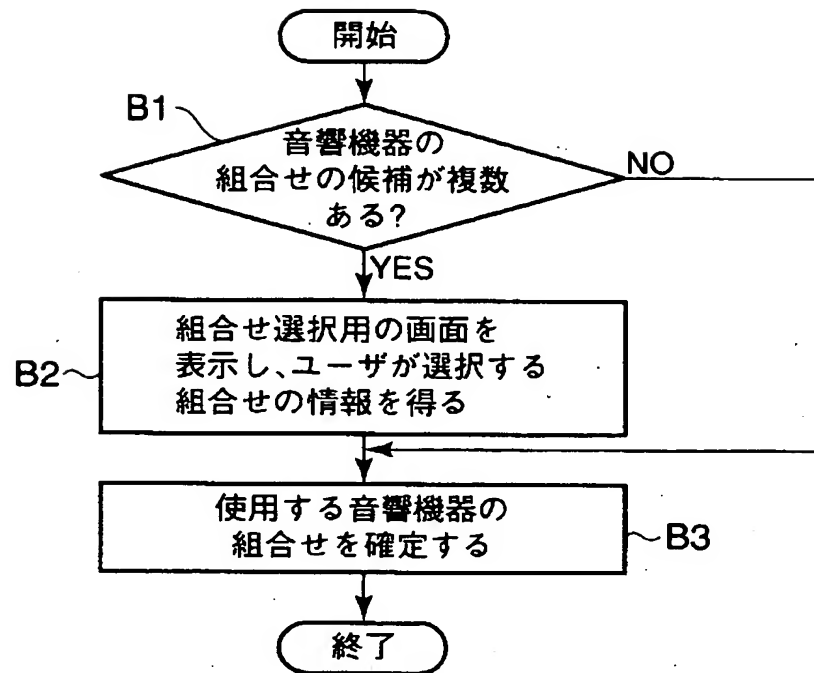 開始
B1
音響機器の
組合せの候補が複数
ある?
NO
YES
B2
組合せ選択用の画面を
表示し、ユーザが選択する
組合せの情報を得る
使用する音響機器の
組合せを確定する
B3
終了